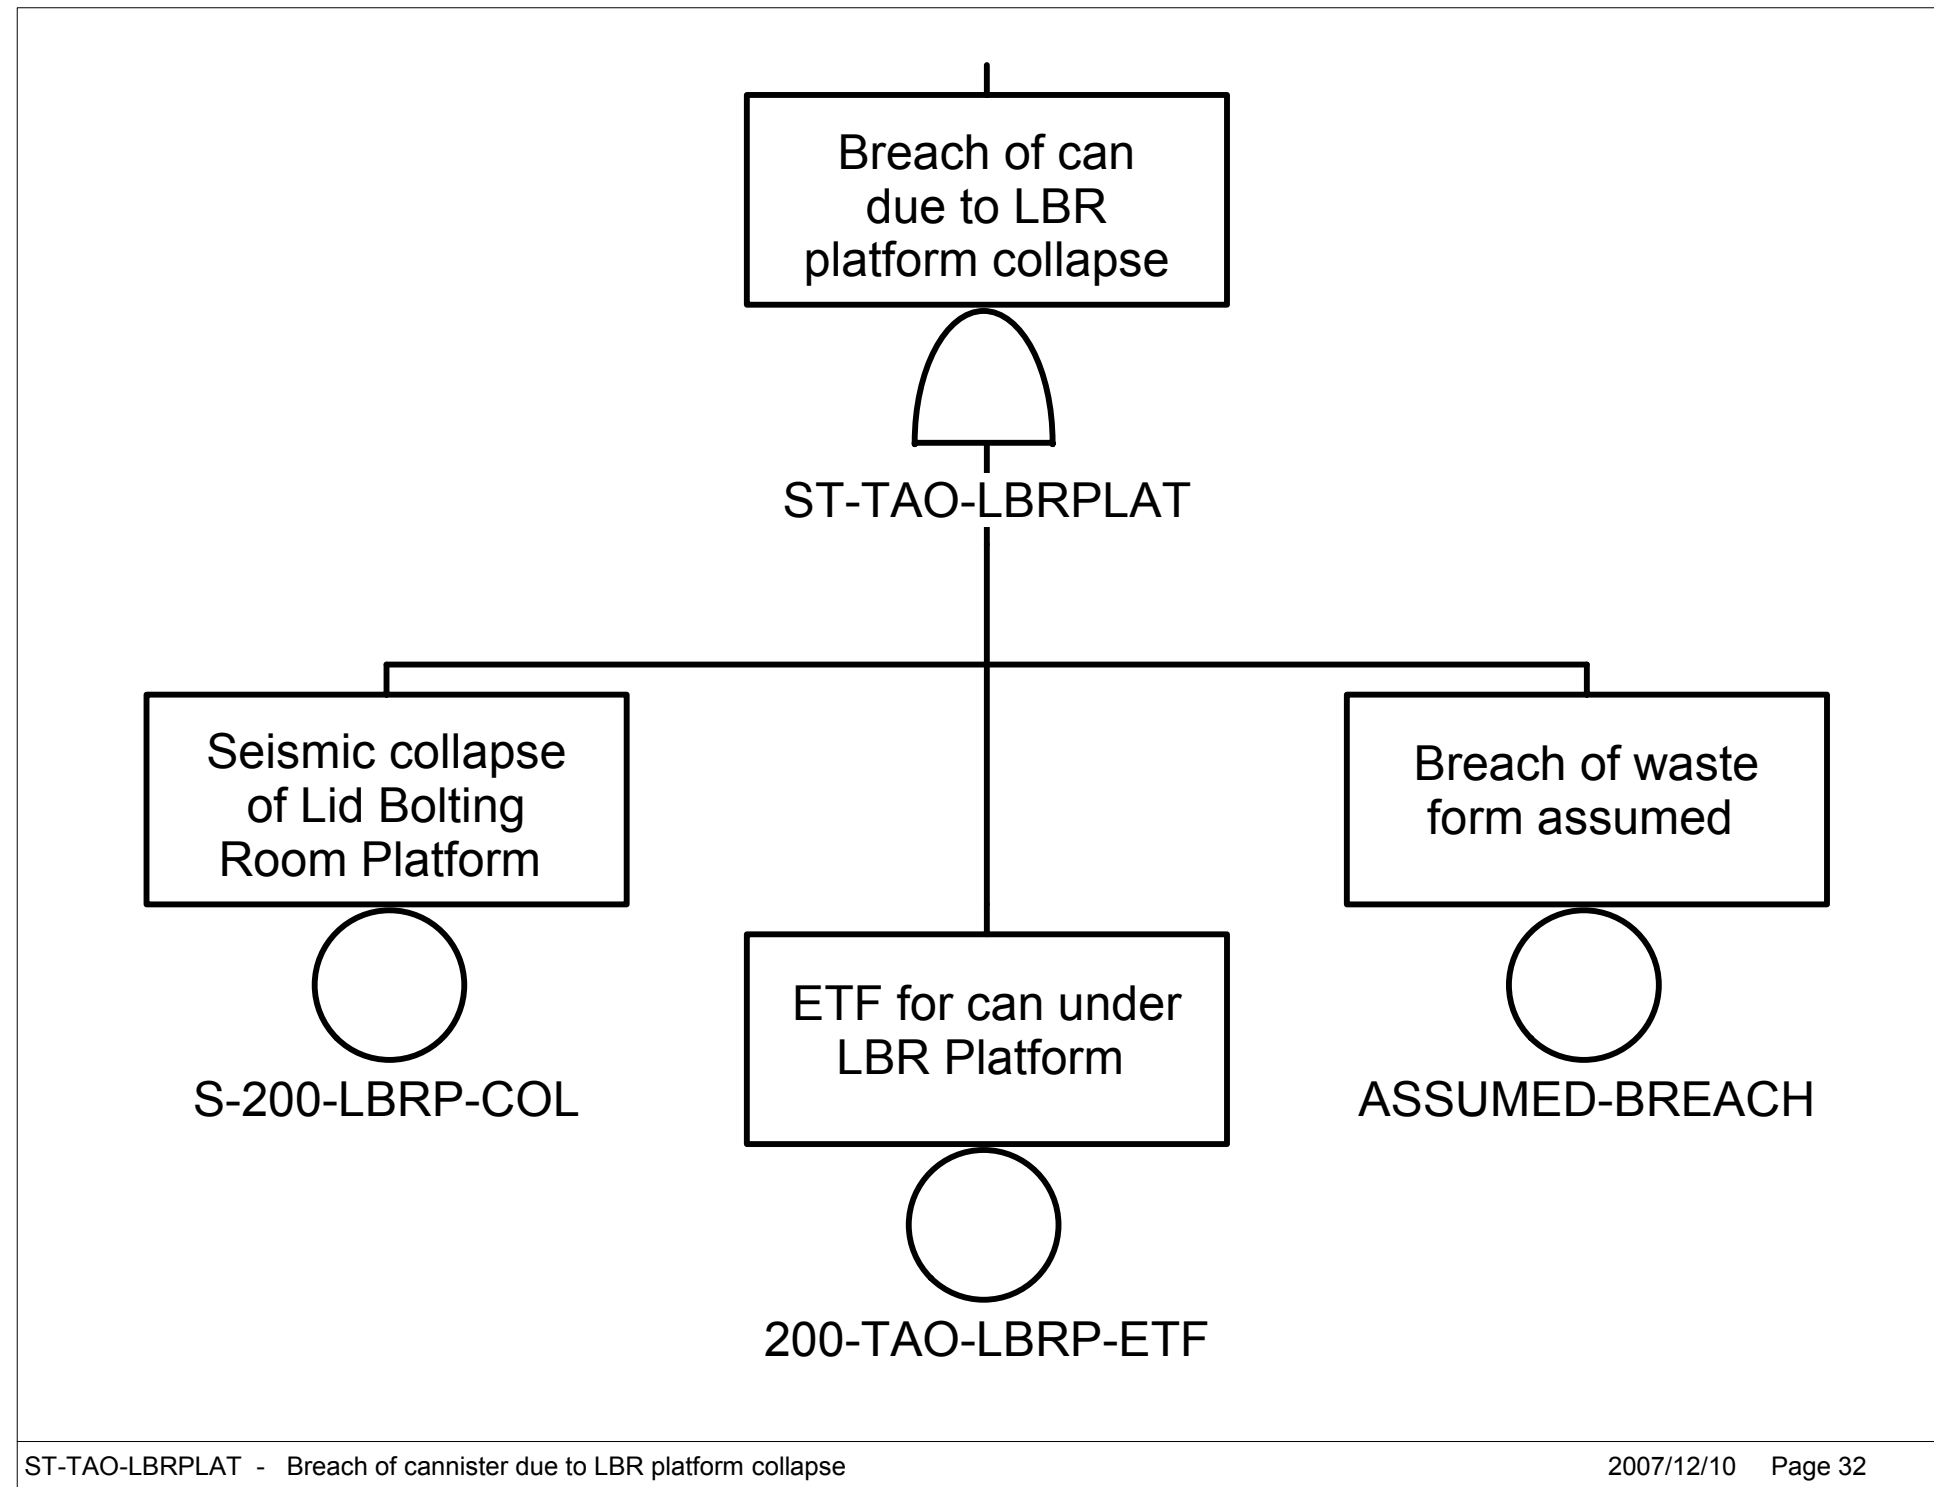 Breach of can
due to LBR
platform collapse
ST-TAO-LBRPLAT
Seismic collapse
of Lid Bolting
Room Platform
S-200-LBRP-COL
ETF for can under
LBR Platform
200-TAO-LBRP-ETF
Breach of waste
form assumed
ASSUMED-BREACH
ST-TAO-LBRPLAT - Breach of cannister due to LBR platform collapse
2007/12/10 Page 32